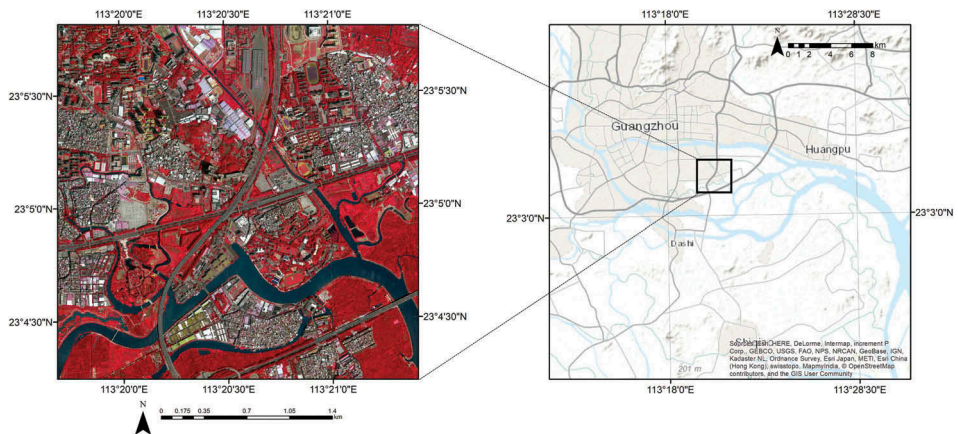 113°20'0"E 113°20'30"E 113°21'0"E
23°5'30"N 23°5'30"N
23°5'0"N 23°5'0"N
23°4'30"N 23°4'30"N
113°20'0"E 113°20'30"E 113°21'0"E
N
0 0.175 0.35 0.7 1.05 1.4
km
113°18'0"E 113°28'30"E
N
km
0 1 2 4 6 8
Guangzhou
Huangpu
23°3'0"N 23°3'0"N
Dashi
Sources: Esri, HERE, DeLorme, Intermap, increment P
Corp., GEBCO, USGS, FAO, NPS, NRCAN, GeoBase, IGN,
Kadaster NL, Ordnance Survey, Esri Japan, METI, Esri China
(Hong Kong), swisstopo, MapmyIndia, © OpenStreetMap
contributors, and the GIS User Community
201 m
113°18'0"E 113°28'30"E